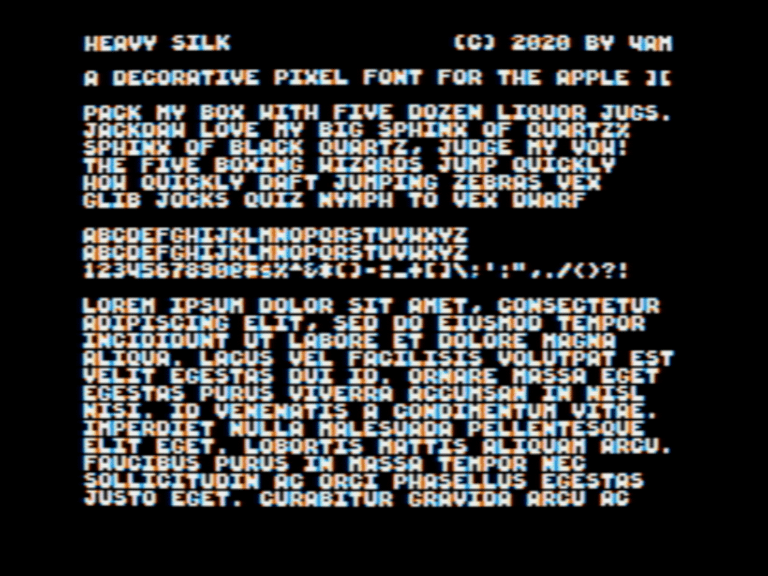 HEAVY SILK (C) 2020 BY 4AM
A DECORATIVE PIXEL FONT FOR THE APPLE ][
PACK MY BOX WITH FIVE DOZEN LIQUOR JUGS.
JACKDAW LOVE MY BIG SPHINX OF QUARTZ%
SPHINX OF BLACK QUARTZ, JUDGE MY VOW!
THE FIVE BOXING WIZARDS JUMP QUICKLY
HOW QUICKLY DAFT JUMPING ZEBRAS VEX
GLIB JOCKS QUIZ NYMPH TO VEX DWARF
ABCDEFGHIJKLMNOPQRSTUVWXYZ
ABCDEFGHIJKLMNOPQRSTUVWXYZ
1234567890@#$%^&*()-=_+[]\;':",./<>?!
LOREM IPSUM DOLOR SIT AMET, CONSECTETUR
ADIPISCING ELIT, SED DO EIUSMOD TEMPOR
INCIDIDUNT UT LABORE ET DOLORE MAGNA
ALIQUA. LACUS VEL FACILISIS VOLUTPAT EST
VELIT EGESTAS DUI ID. ORNARE MASSA EGET
EGESTAS PURUS VIVERRA ACCUMSAN IN NISL
NISI. ID VENENATIS A CONDIMENTUM VITAE.
IMPERDIET NULLA MALESUADA PELLENTESQUE
ELIT EGET. LOBORTIS MATTIS ALIQUAM ARCU.
FAUCIBUS PURUS IN MASSA TEMPOR NEC
SOLLICITUDIN AC ORCI PHASELLUS EGESTAS
JUSTO EGET. CURABITUR GRAVIDA ARCU AC